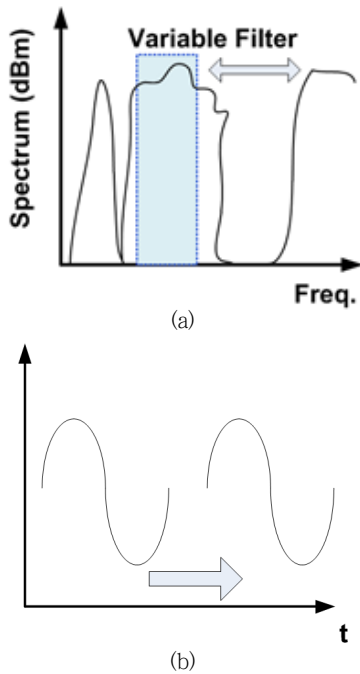 Variable Filter
Spectrum (dBm)
Freq.
(a)
t
(b)